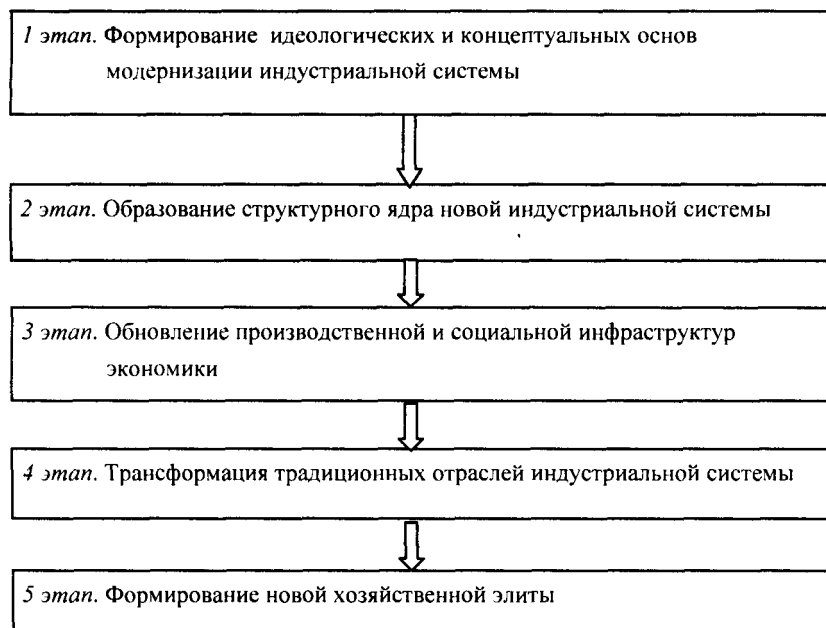 1 этап. Формирование идеологических и концептуальных основ
модернизации индустриальной системы
2 этап. Образование структурного ядра новой индустриальной системы
3 этап. Обновление производственной и социальной инфраструктур
экономики
4 этап. Трансформация традиционных отраслей индустриальной системы
5 этап. Формирование новой хозяйственной элиты